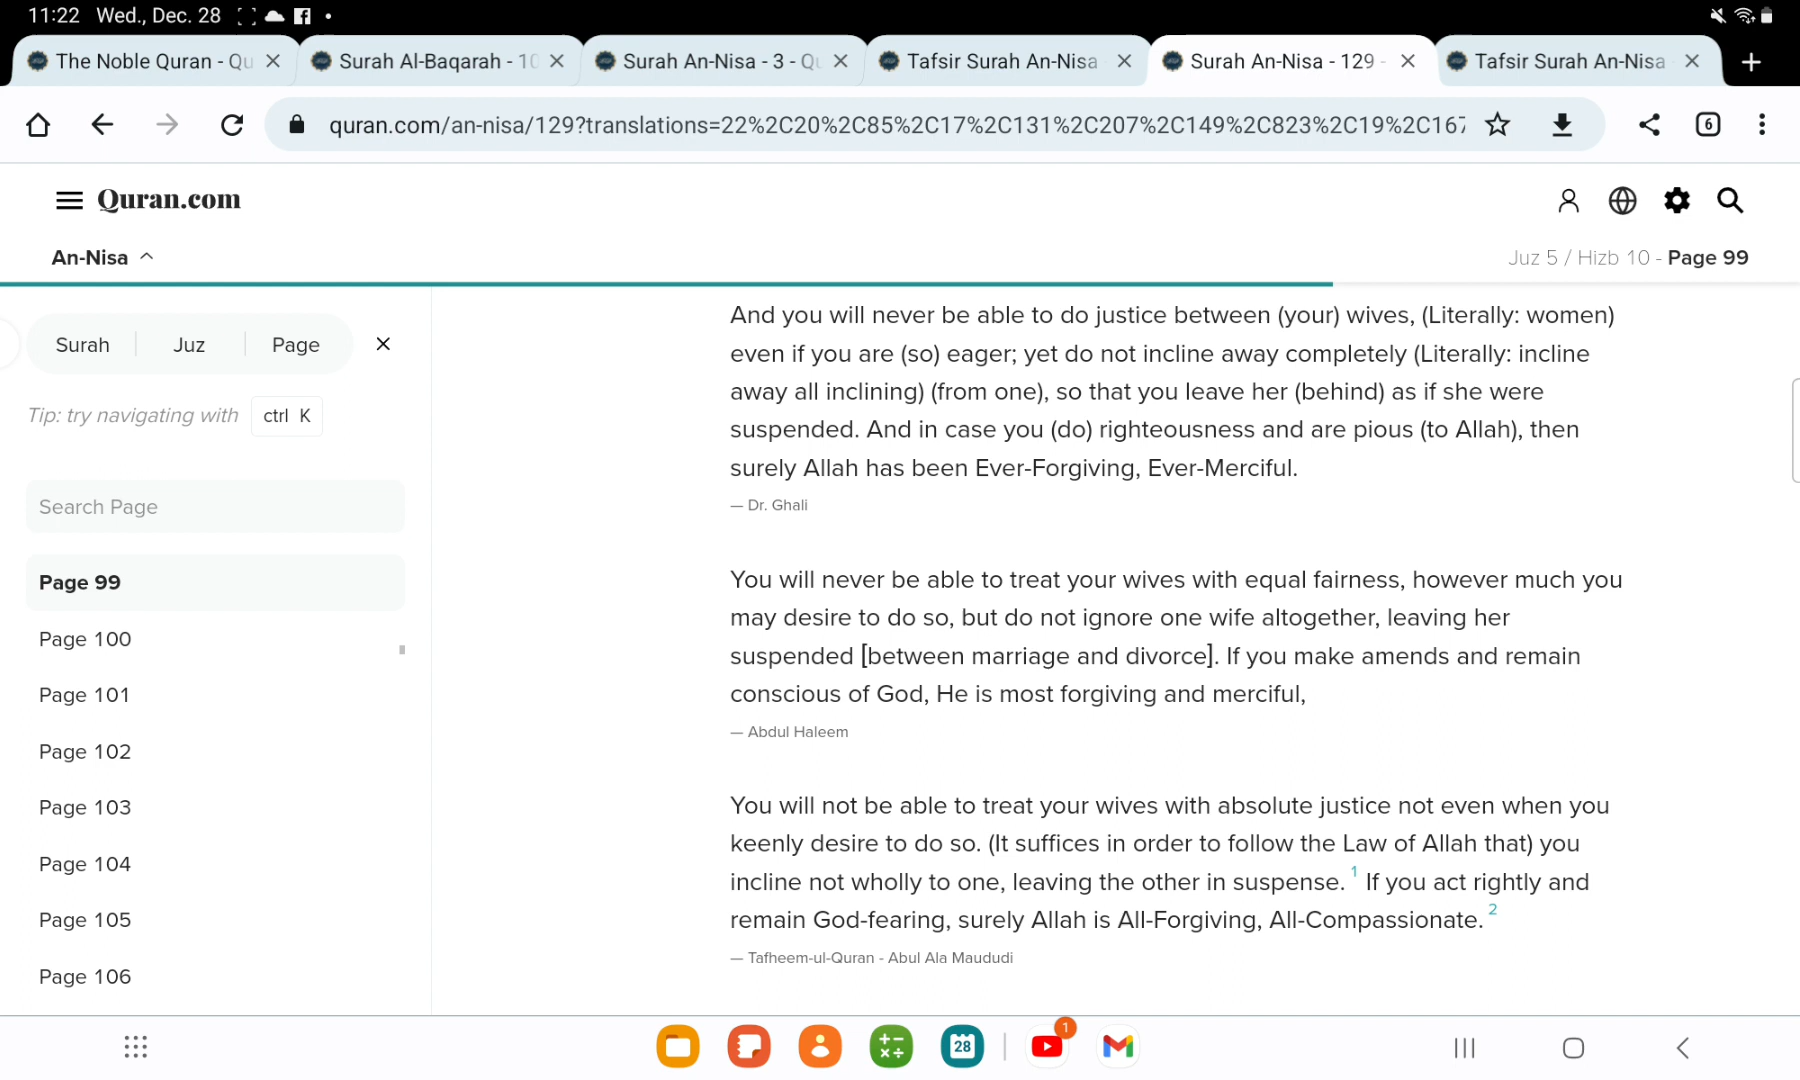 11:22 Wed., Dec. 28
The Noble Quran - Qu
Surah Al-Baqarah - 10
Surah An-Nisa - 3 - Qu
Tafsir Surah An-Nisa
Surah An-Nisa - 129 -
Tafsir Surah An-Nisa
quran.com/an-nisa/129?translations=22%2C20%2C85%2C17%2C131%2C207%2C149%2C823%2C19%2C167
6
Quran.com
An-Nisa
Juz 5 / Hizb 10 - Page 99
Surah
Juz
Page
Tip: try navigating with ctrl K
Search Page
Page 99
Page 100
Page 101
Page 102
Page 103
Page 104
Page 105
Page 106
And you will never be able to do justice between (your) wives, (Literally: women)
even if you are (so) eager; yet do not incline away completely (Literally: incline
away all inclining) (from one), so that you leave her (behind) as if she were
suspended. And in case you (do) righteousness and are pious (to Allah), then
surely Allah has been Ever-Forgiving, Ever-Merciful.
— Dr. Ghali
You will never be able to treat your wives with equal fairness, however much you
may desire to do so, but do not ignore one wife altogether, leaving her
suspended [between marriage and divorce]. If you make amends and remain
conscious of God, He is most forgiving and merciful,
— Abdul Haleem
You will not be able to treat your wives with absolute justice not even when you
keenly desire to do so. (It suffices in order to follow the Law of Allah that) you
incline not wholly to one, leaving the other in suspense. 1 If you act rightly and
remain God-fearing, surely Allah is All-Forgiving, All-Compassionate. 2
— Tafheem-ul-Quran - Abul Ala Maududi
28
1